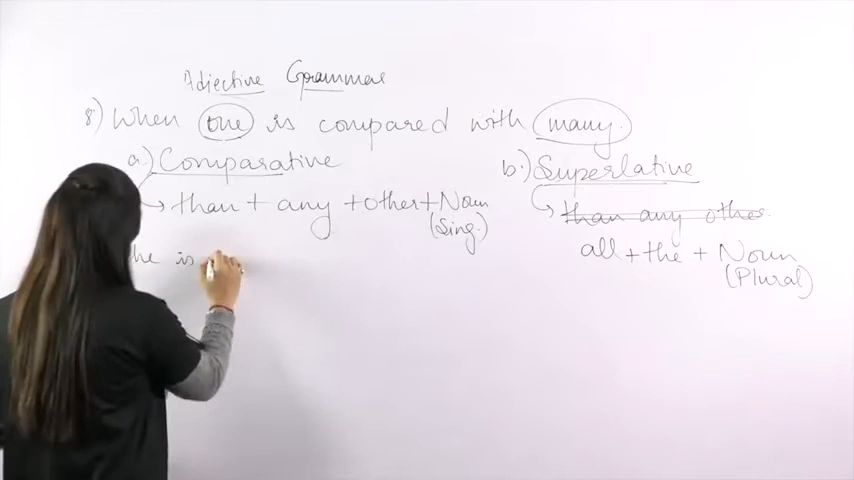 Adjective Grammar
8) When one is compared with many.
a.) Comparative
than + any + other + Noun
(Sing.)
b.) Superlative
than any other
all + the + Noun
(Plural)
he is